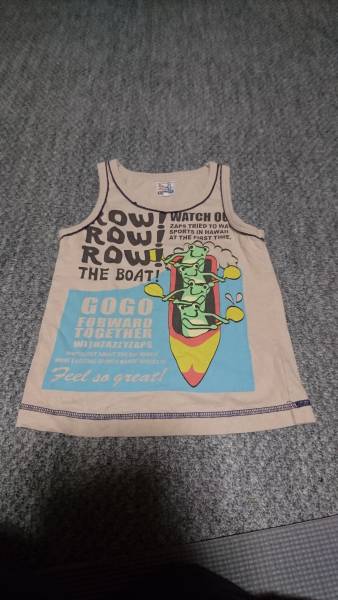 ROW!
ROW!
ROW!
THE BOAT!
WATCH OU
ZAPS TRIED TO WA
SPORTS IN HAWAII
AT THE FIRST TIME.
GOGO
FORWARD
TOGETHER
Feel so great!